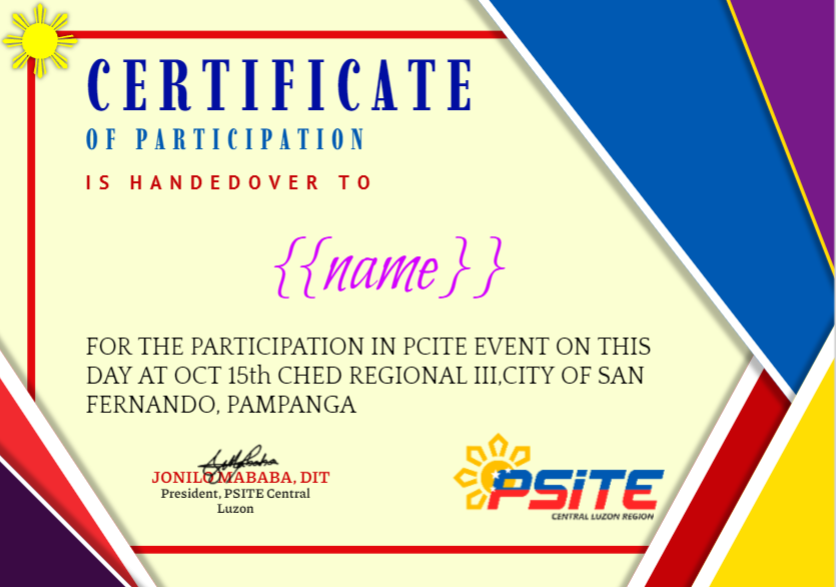 CERTIFICATE
OF PARTICIPATION
IS HANDEDOVER TO
{{name}}
FOR THE PARTICIPATION IN PCITE EVENT ON THIS
DAY AT OCT 15th CHED REGIONAL III,CITY OF SAN
FERNANDO, PAMPANGA
JONILO MABABA, DIT
President, PSITE Central
Luzon
PSiTE
CENTRAL LUZON REGION